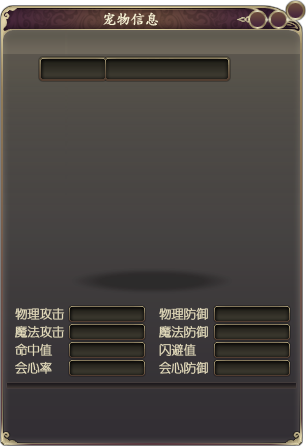 宠物信息
物理攻击 物理防御
魔法攻击 魔法防御
命中值 闪避值
会心率 会心防御